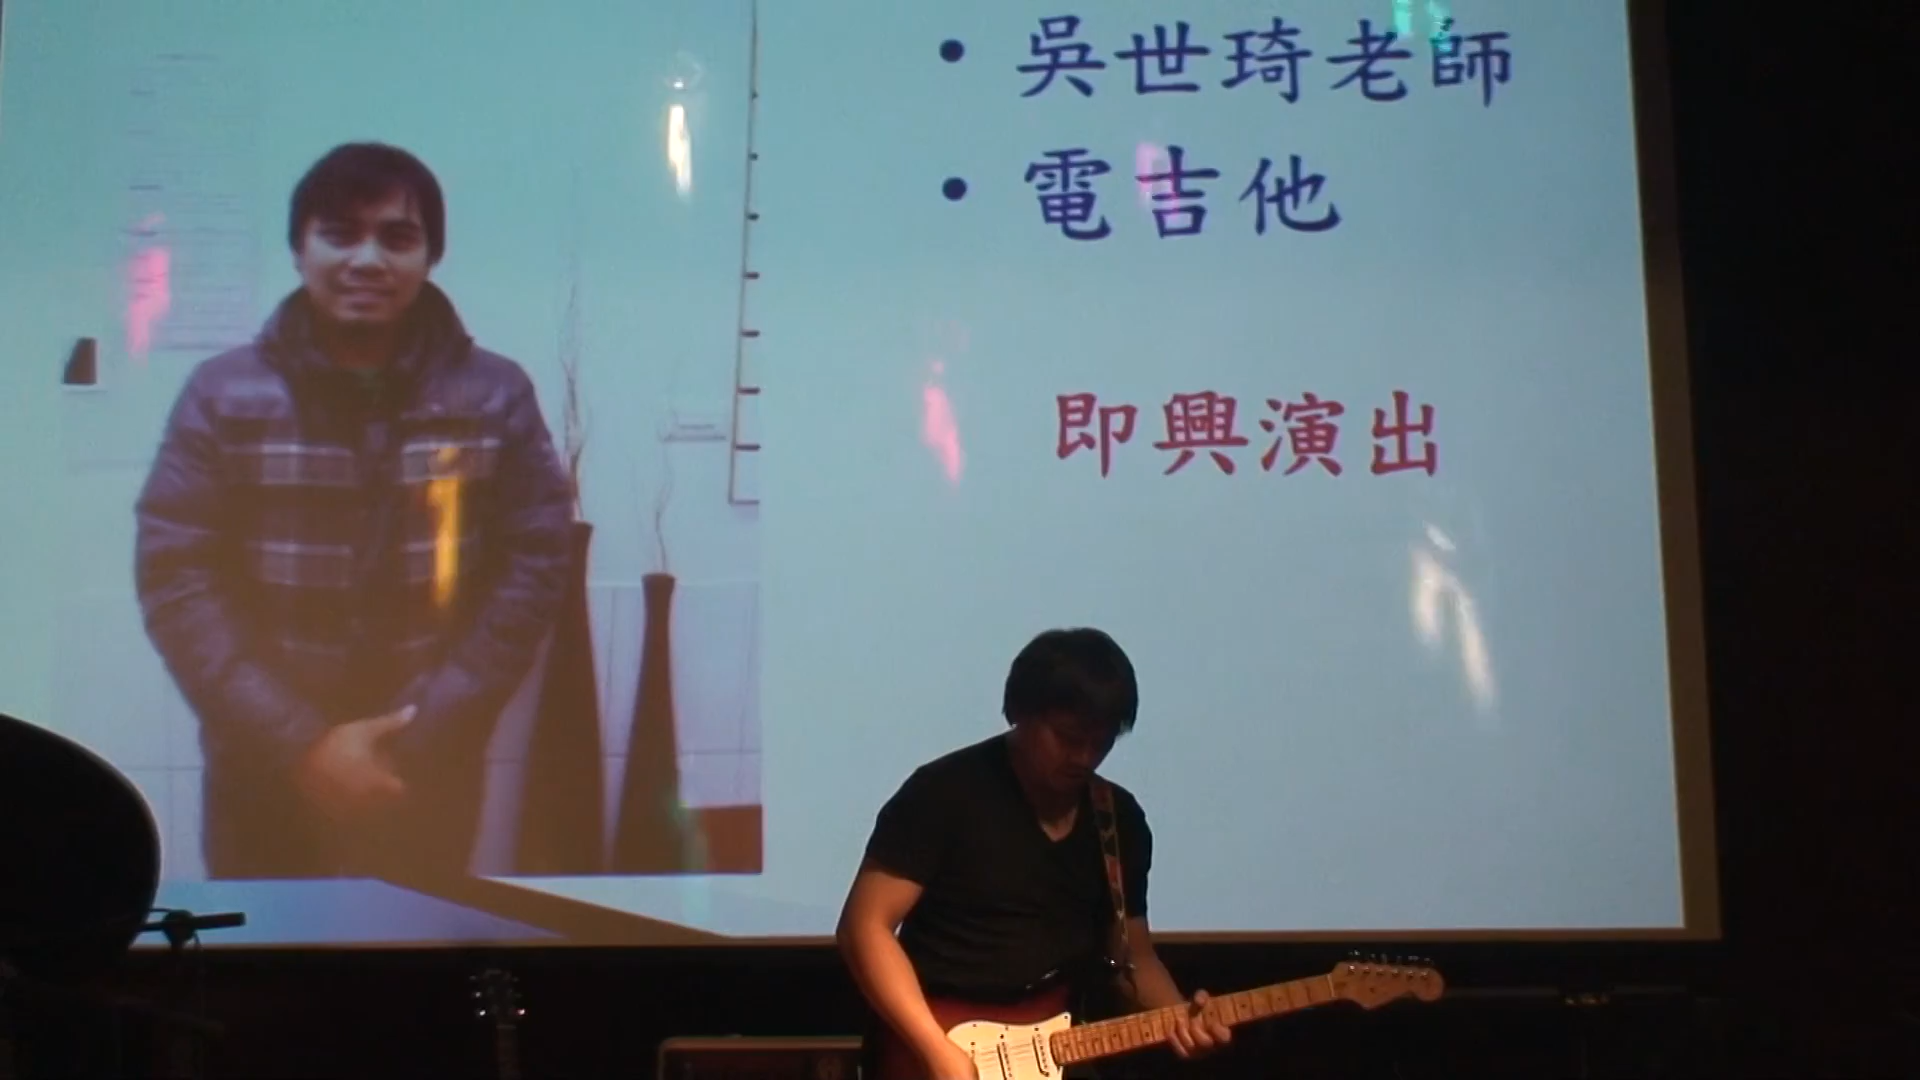 • 吳世琦老師
• 電吉他
即興演出